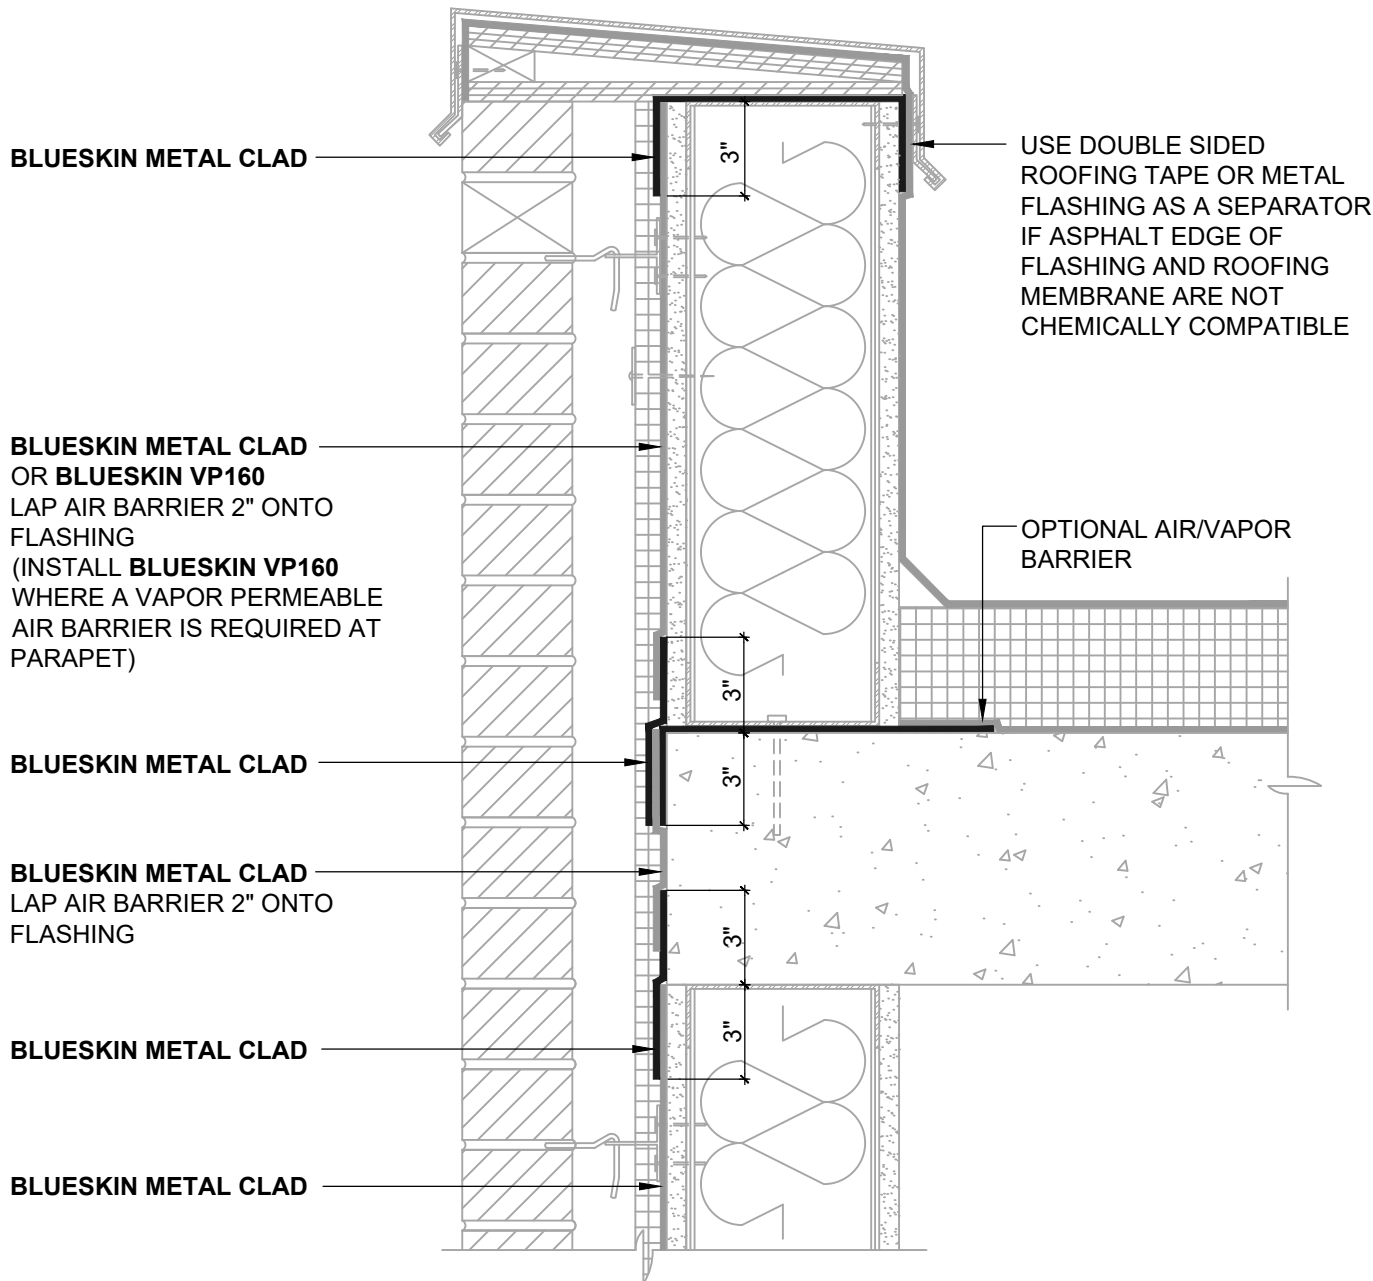 BLUESKIN METAL CLAD
3"
USE DOUBLE SIDED
ROOFING TAPE OR METAL
FLASHING AS A SEPARATOR
IF ASPHALT EDGE OF
FLASHING AND ROOFING
MEMBRANE ARE NOT
CHEMICALLY COMPATIBLE
BLUESKIN METAL CLAD
OR BLUESKIN VP160
LAP AIR BARRIER 2" ONTO
FLASHING
(INSTALL BLUESKIN VP160
WHERE A VAPOR PERMEABLE
AIR BARRIER IS REQUIRED AT
PARAPET)
OPTIONAL AIR/VAPOR
BARRIER
3"
BLUESKIN METAL CLAD
3"
BLUESKIN METAL CLAD
LAP AIR BARRIER 2" ONTO
FLASHING
3"
BLUESKIN METAL CLAD
3"
BLUESKIN METAL CLAD